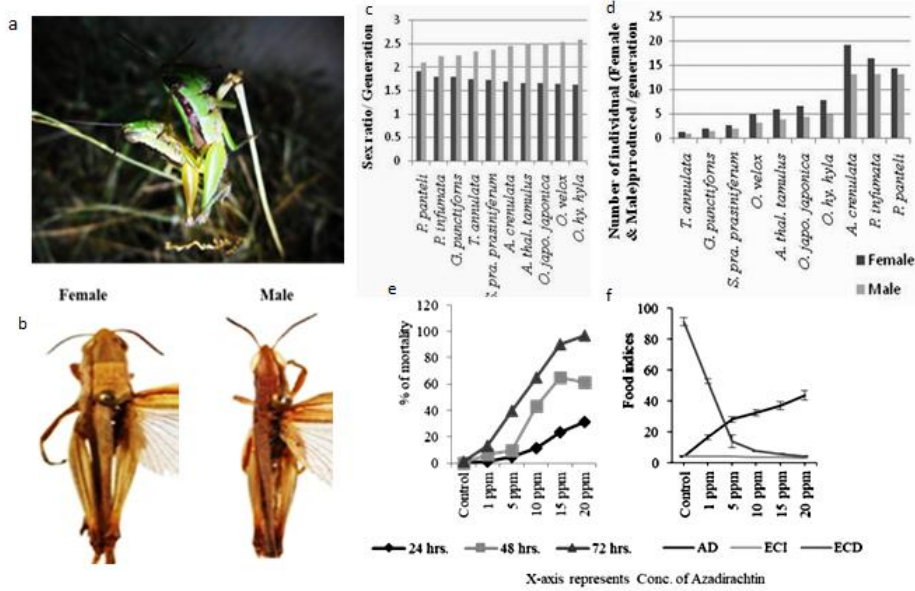 a
Female
Male
b
c
Sex ratio/ Generation
3
2.5
2
1.5
1
0.5
0
P. panteli
P. infumata
G. punctiforns
T. annulata
S. pra. prasiniferum
A. crenulata
A. thal. tamulus
O. japo. japonica
O. velox
O. hy. hyla
d
Number of individual (Female
& Male)prroduced /generation
25
20
15
10
5
0
T. annulata
G. punctiforns
S. pra. prasiniferum
O. velox
A. thal. tamulus
O. japo. japonica
O. hy. hyla
A. crenulata
P. infumata
P. panteli
Female
Male
e
% of mortality
120
100
80
60
40
20
0
Control
1 ppm
5 ppm
10 ppm
15 ppm
20 ppm
24 hrs. 48 hrs. 72 hrs.
f
Food indices
100
80
60
40
20
0
Control
1 ppm
5 ppm
10 ppm
15 ppm
20 ppm
AD ECI ECD
X-axis represents Conc. of Azadirachtin